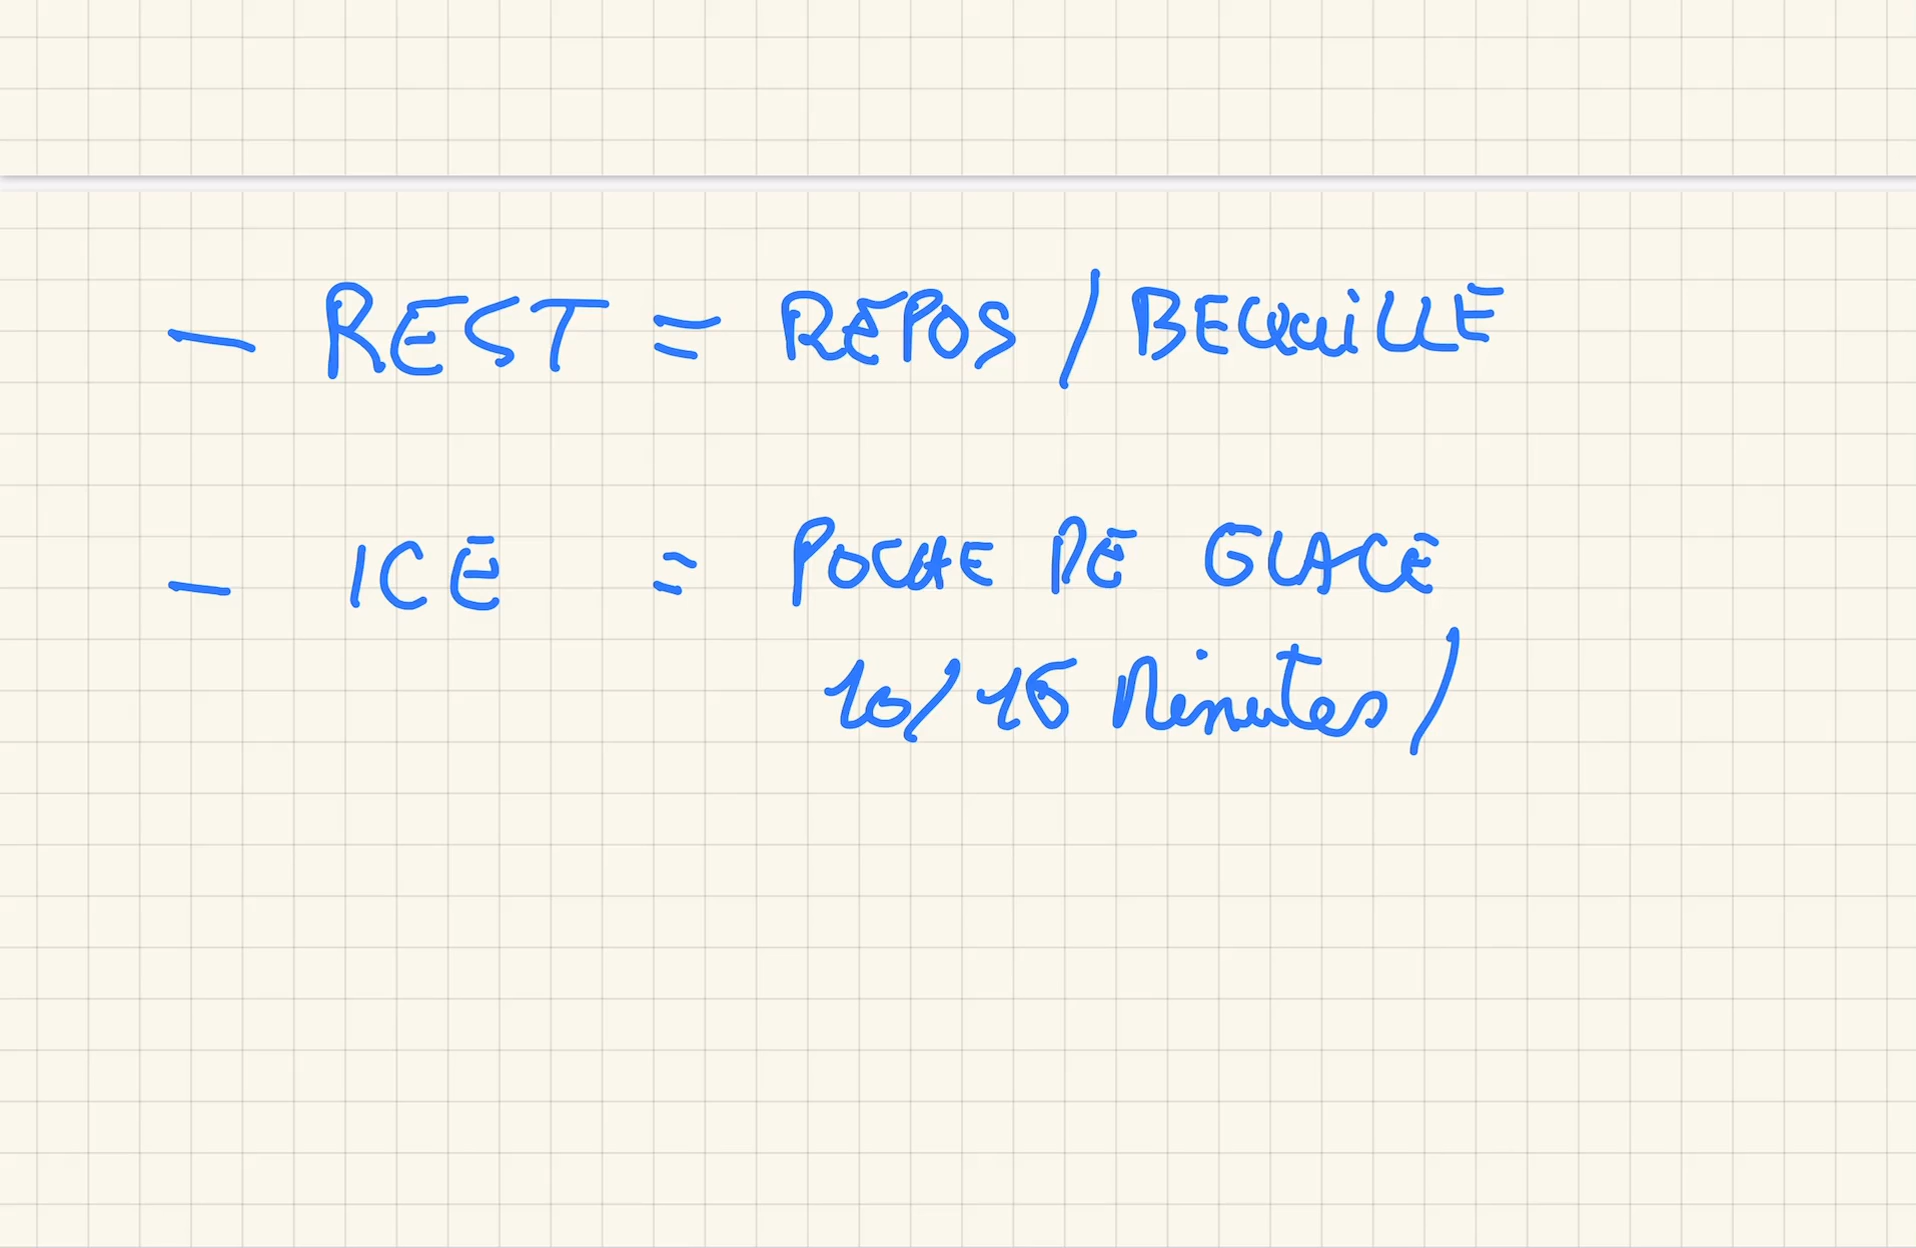 - REST = REPOS / BEQUILLE
- ICE = POCHE DE GLACE
10/15 Minutes /